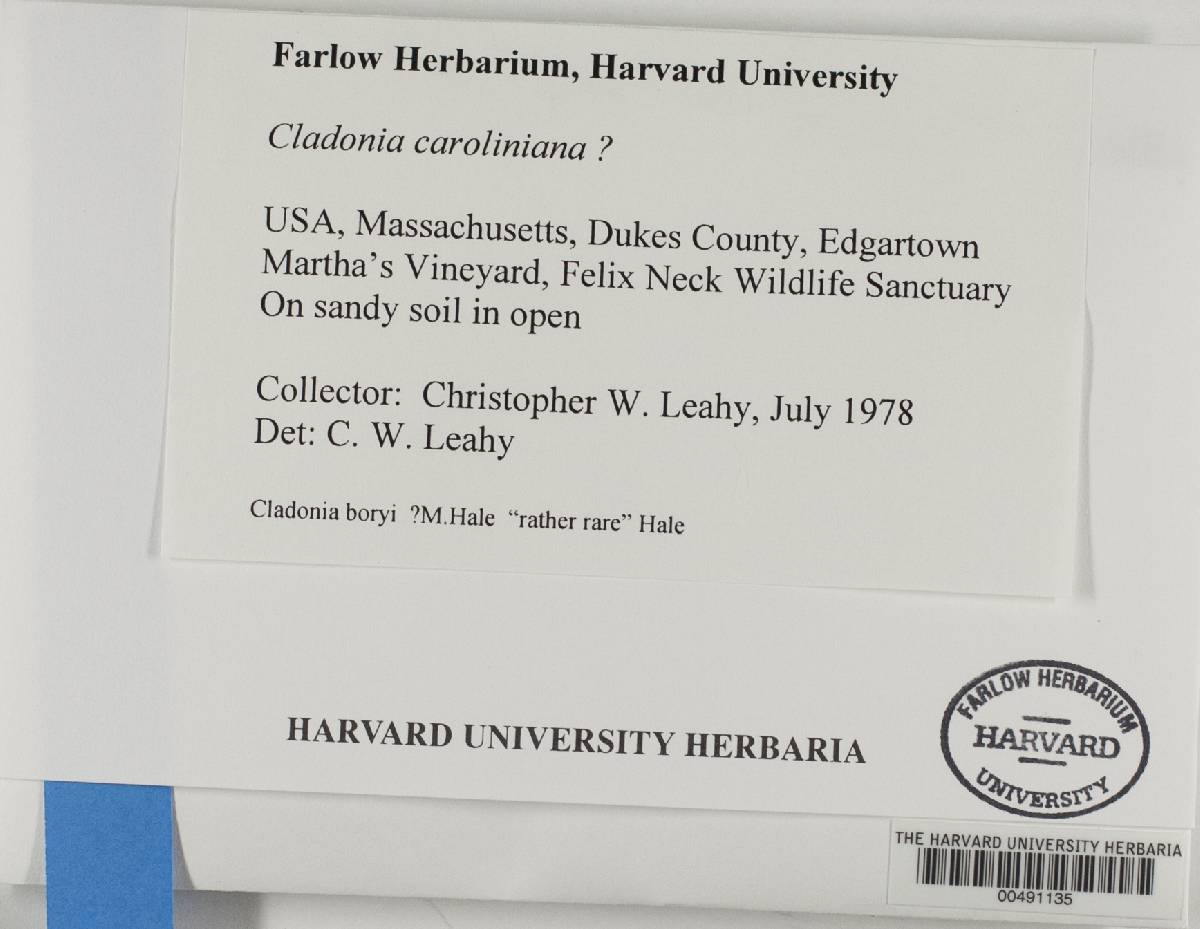 Farlow Herbarium, Harvard University
Cladonia caroliniana ?
USA, Massachusetts, Dukes County, Edgartown
Martha's Vineyard, Felix Neck Wildlife Sanctuary
On sandy soil in open
Collector:  Christopher W. Leahy, July 1978
Det: C. W. Leahy
Cladonia boryi  ?M.Hale  “rather rare” Hale
HARVARD UNIVERSITY HERBARIA
FARLOW HERBARIUM
HARVARD
UNIVERSITY
THE HARVARD UNIVERSITY HERBARIA
00491135